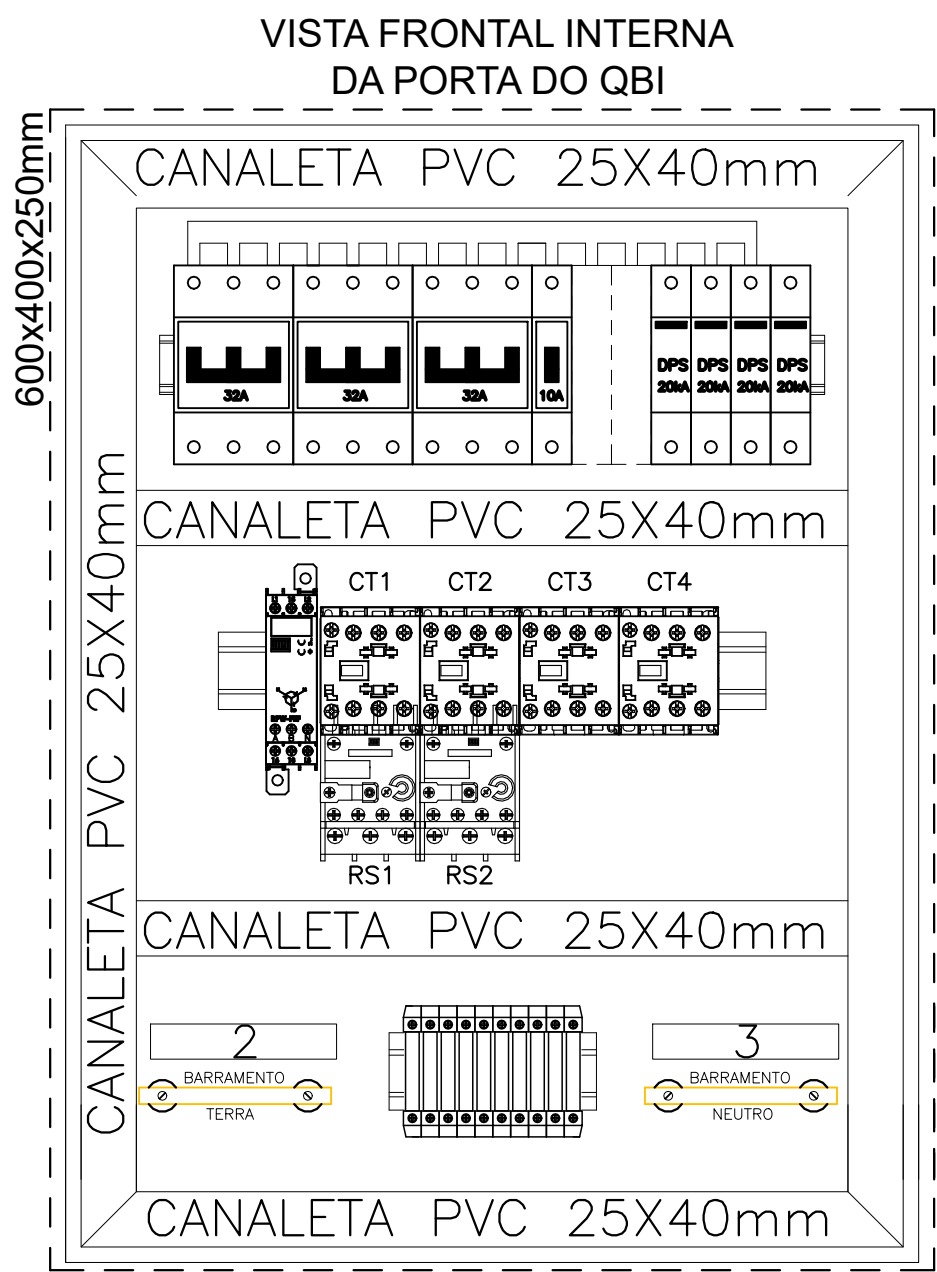 VISTA FRONTAL INTERNA
DA PORTA DO QBI
600x400x250mm
CANALETA PVC 25X40mm
32A 32A 32A 10A
DPS DPS DPS DPS
20kA 20kA 20kA 20kA
CANALETA PVC 25X40mm
CANALETA PVC 25X40mm
CT1 CT2 CT3 CT4
RS1 RS2
CANALETA PVC 25X40mm
2
BARRAMENTO
TERRA
3
BARRAMENTO
NEUTRO
CANALETA PVC 25X40mm